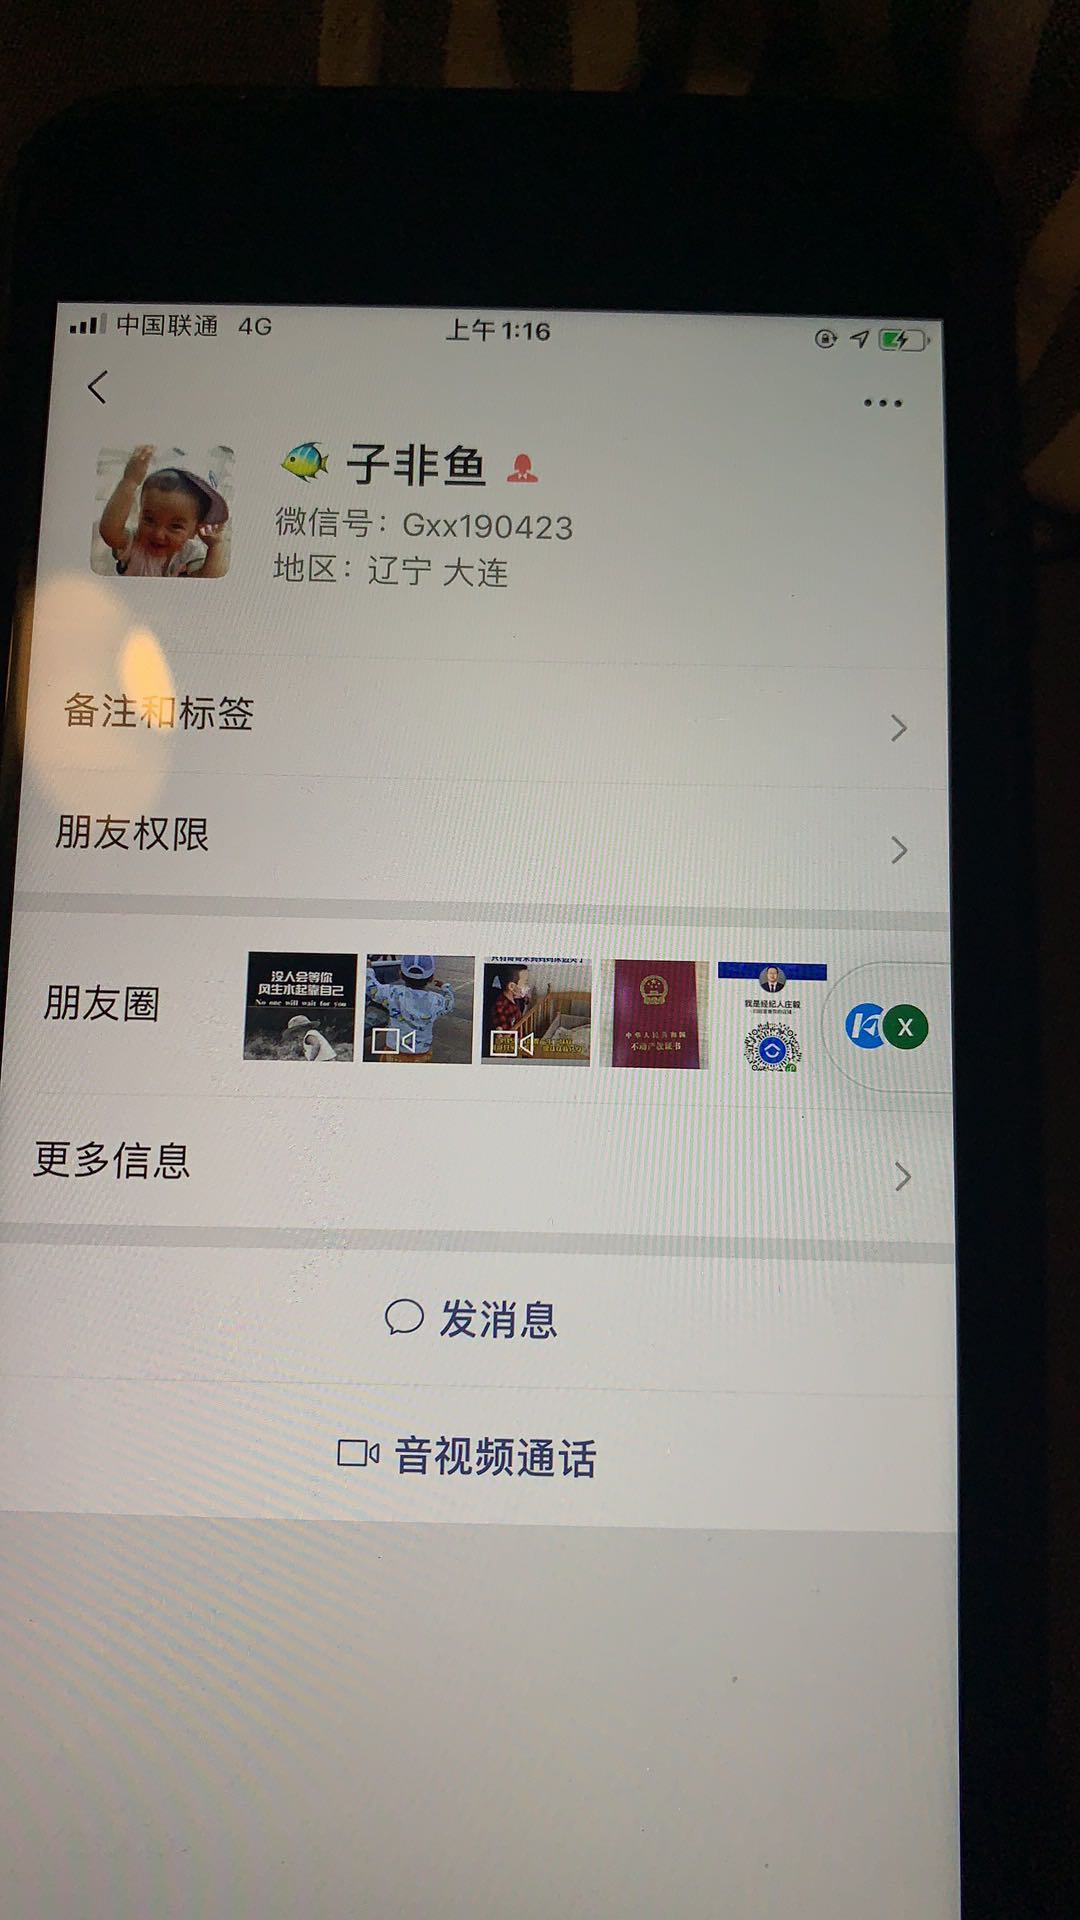 中国联通 4G
上午1:16
子非鱼
微信号：Gxx190423
地区：辽宁 大连
备注和标签
朋友权限
朋友圈
没人会等你
风生水起靠自己
No one will wait for you
中华人民共和国
不动产权证书
我是经纪人庄毅
X
更多信息
发消息
音视频通话